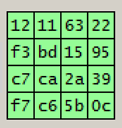 12 11 63 22
f3 bd 15 95
c7 ca 2a 39
f7 c6 5b 0c